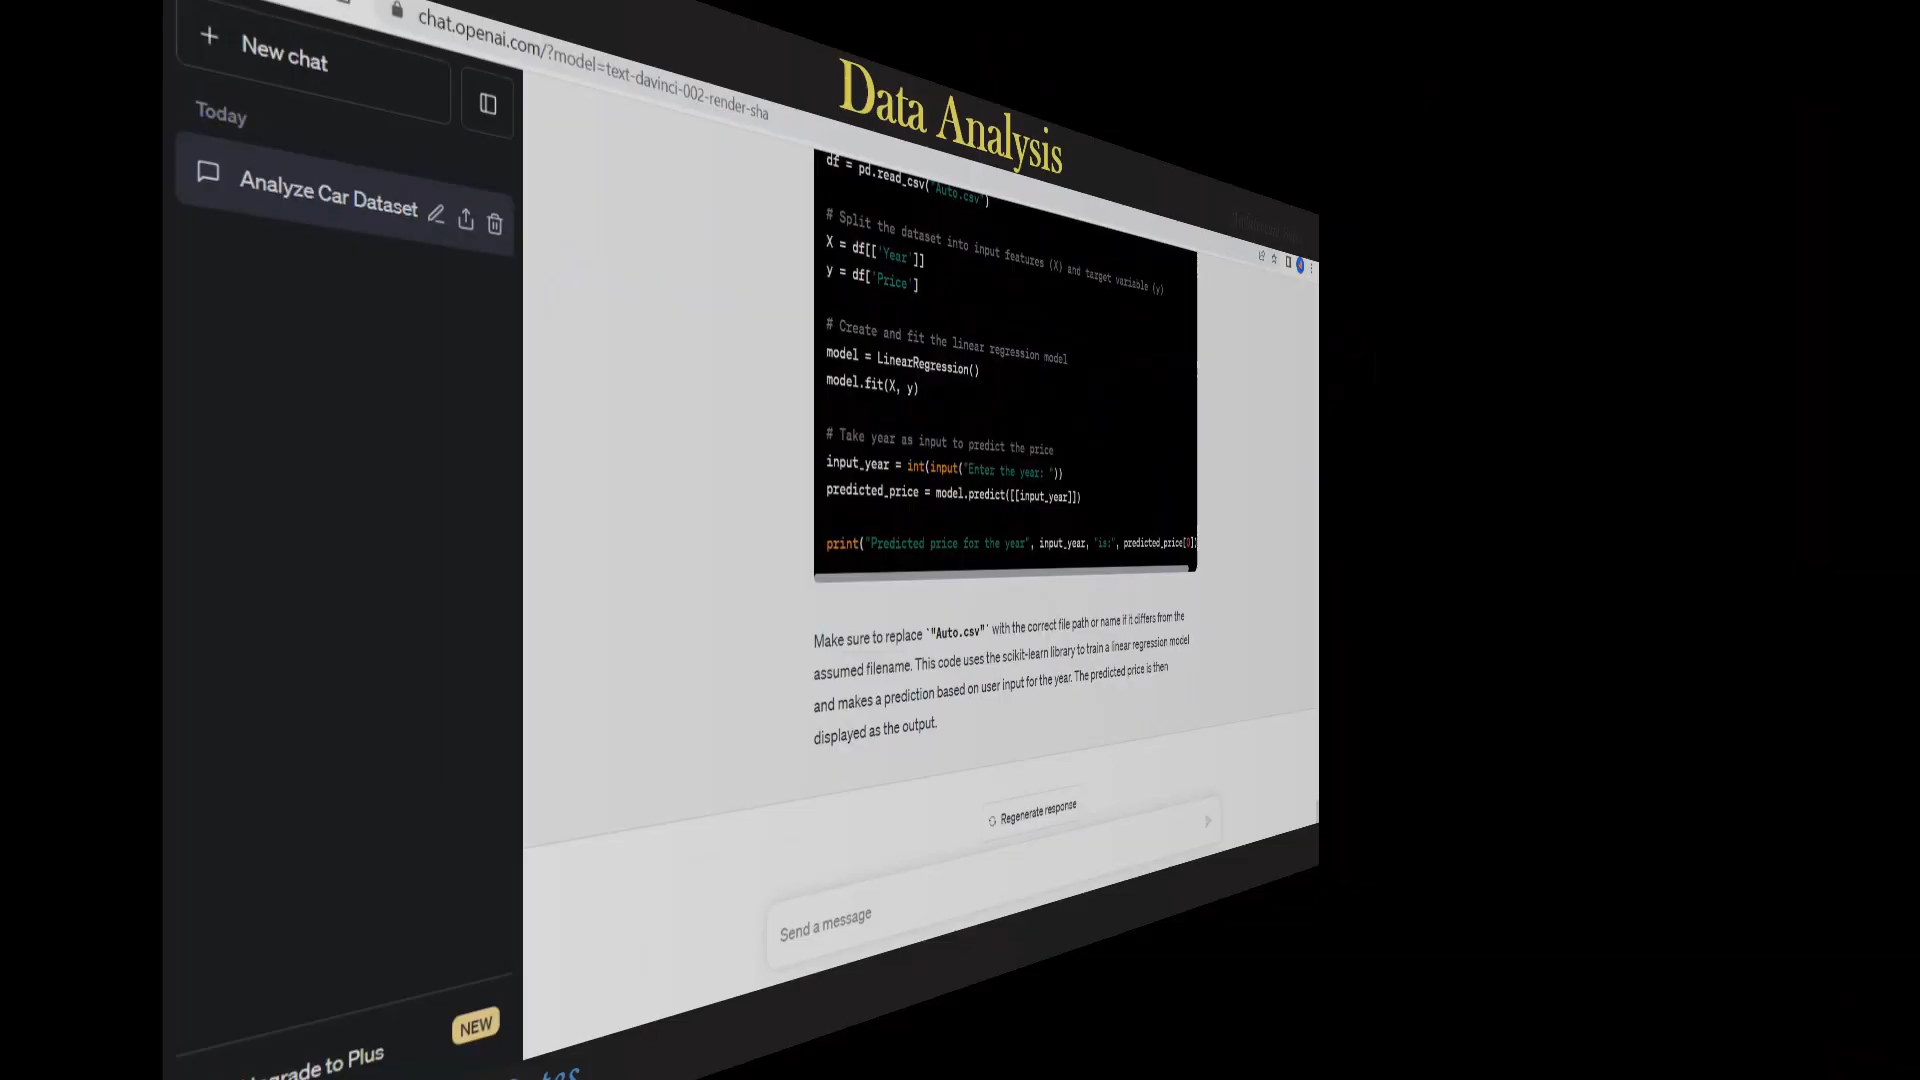 chat.openai.com/?model=text-davinci-002-render-sha
Data Analysis
New chat
Today
Analyze Car Dataset
df = pd.read_csv("Auto.csv")
# Split the dataset into input features (X) and target variable (y)
X = df[['Year']]
y = df['Price']
# Create and fit the linear regression model
model = LinearRegression()
model.fit(X, y)
# Take year as input to predict the price
input_year = int(input("Enter the year: "))
predicted_price = model.predict([[input_year]])
print("Predicted price for the year", input_year, "is:", predicted_price[0])
Make sure to replace `"Auto.csv"` with the correct file path or name if it differs from the
assumed filename. This code uses the scikit-learn library to train a linear regression model
and makes a prediction based on user input for the year. The predicted price is then
displayed as the output.
Regenerate response
Send a message
NEW
to Plus